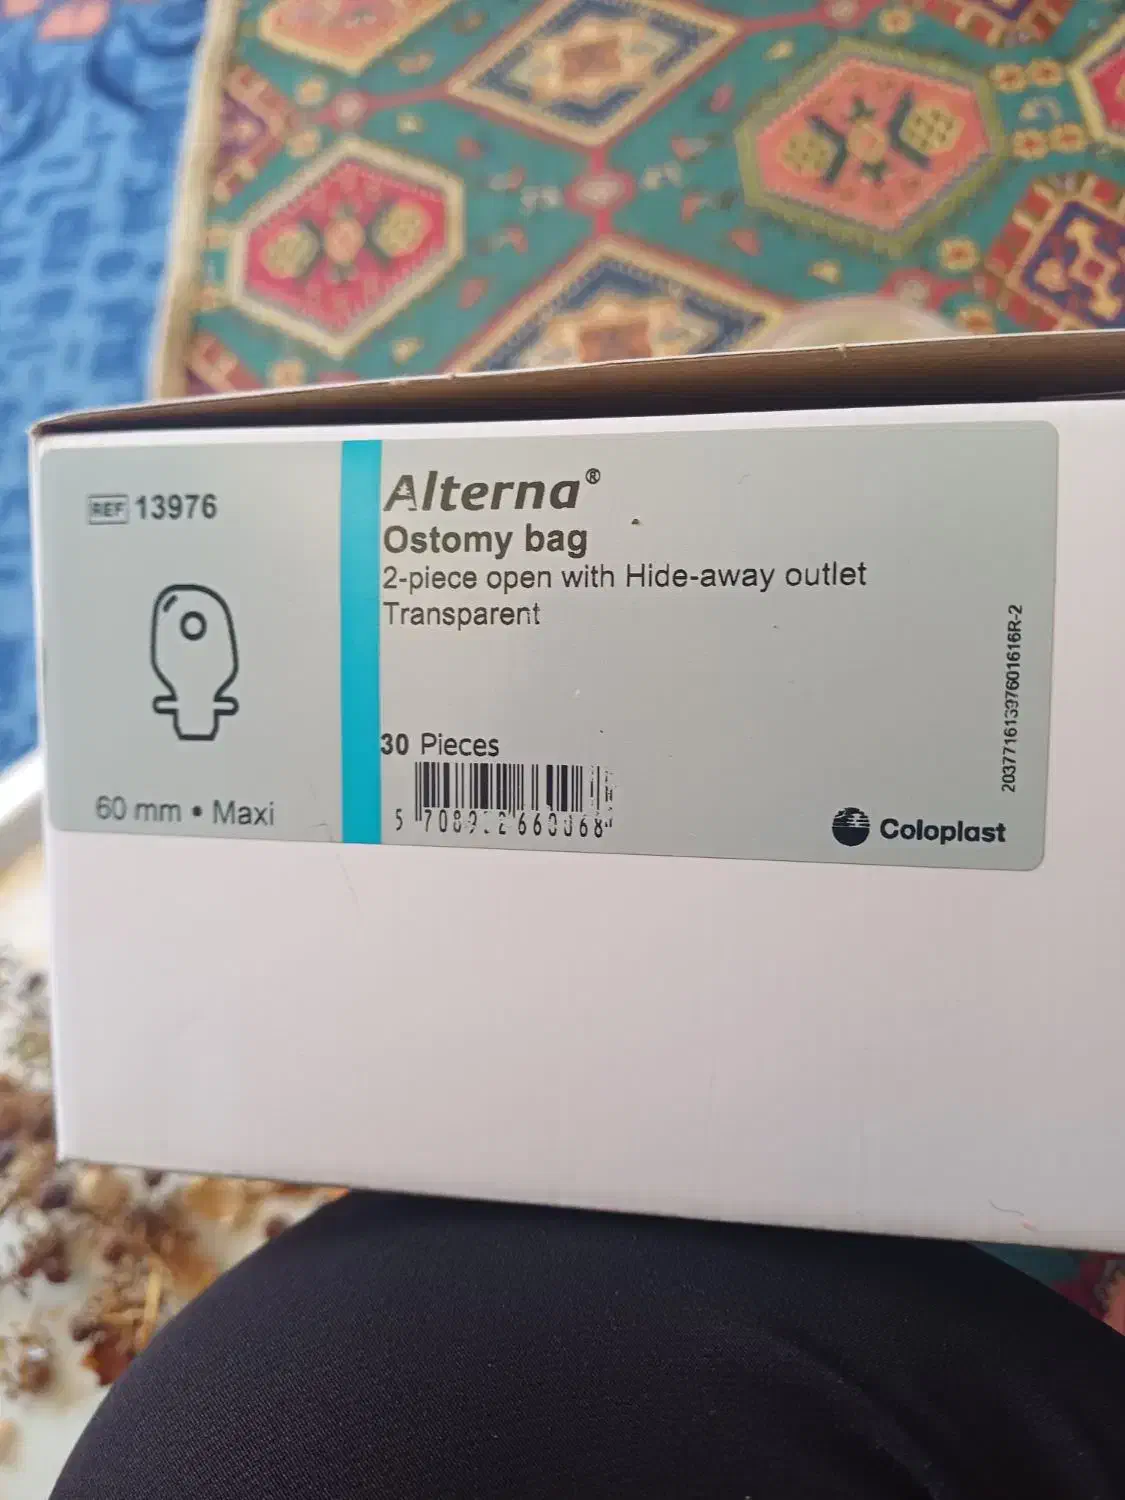 REF 13976
60 mm • Maxi
Alterna®
Ostomy bag
2-piece open with Hide-away outlet
Transparent
30 Pieces
Coloplast